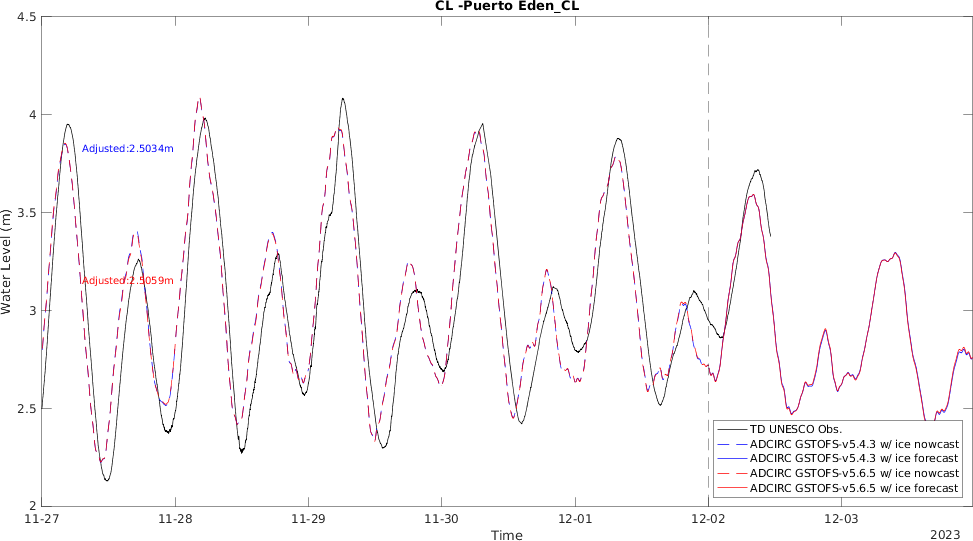 CL -Puerto Eden_CL
4.5
4
3.5
3
2.5
2
Water Level (m)
Adjusted:2.5034m
Adjusted:2.5059m
TD UNESCO Obs.
ADCIRC GSTOFS-v5.4.3 w/ ice nowcast
ADCIRC GSTOFS-v5.4.3 w/ ice forecast
ADCIRC GSTOFS-v5.6.5 w/ ice nowcast
ADCIRC GSTOFS-v5.6.5 w/ ice forecast
11-27 11-28 11-29 11-30 12-01 12-02 12-03
Time
2023